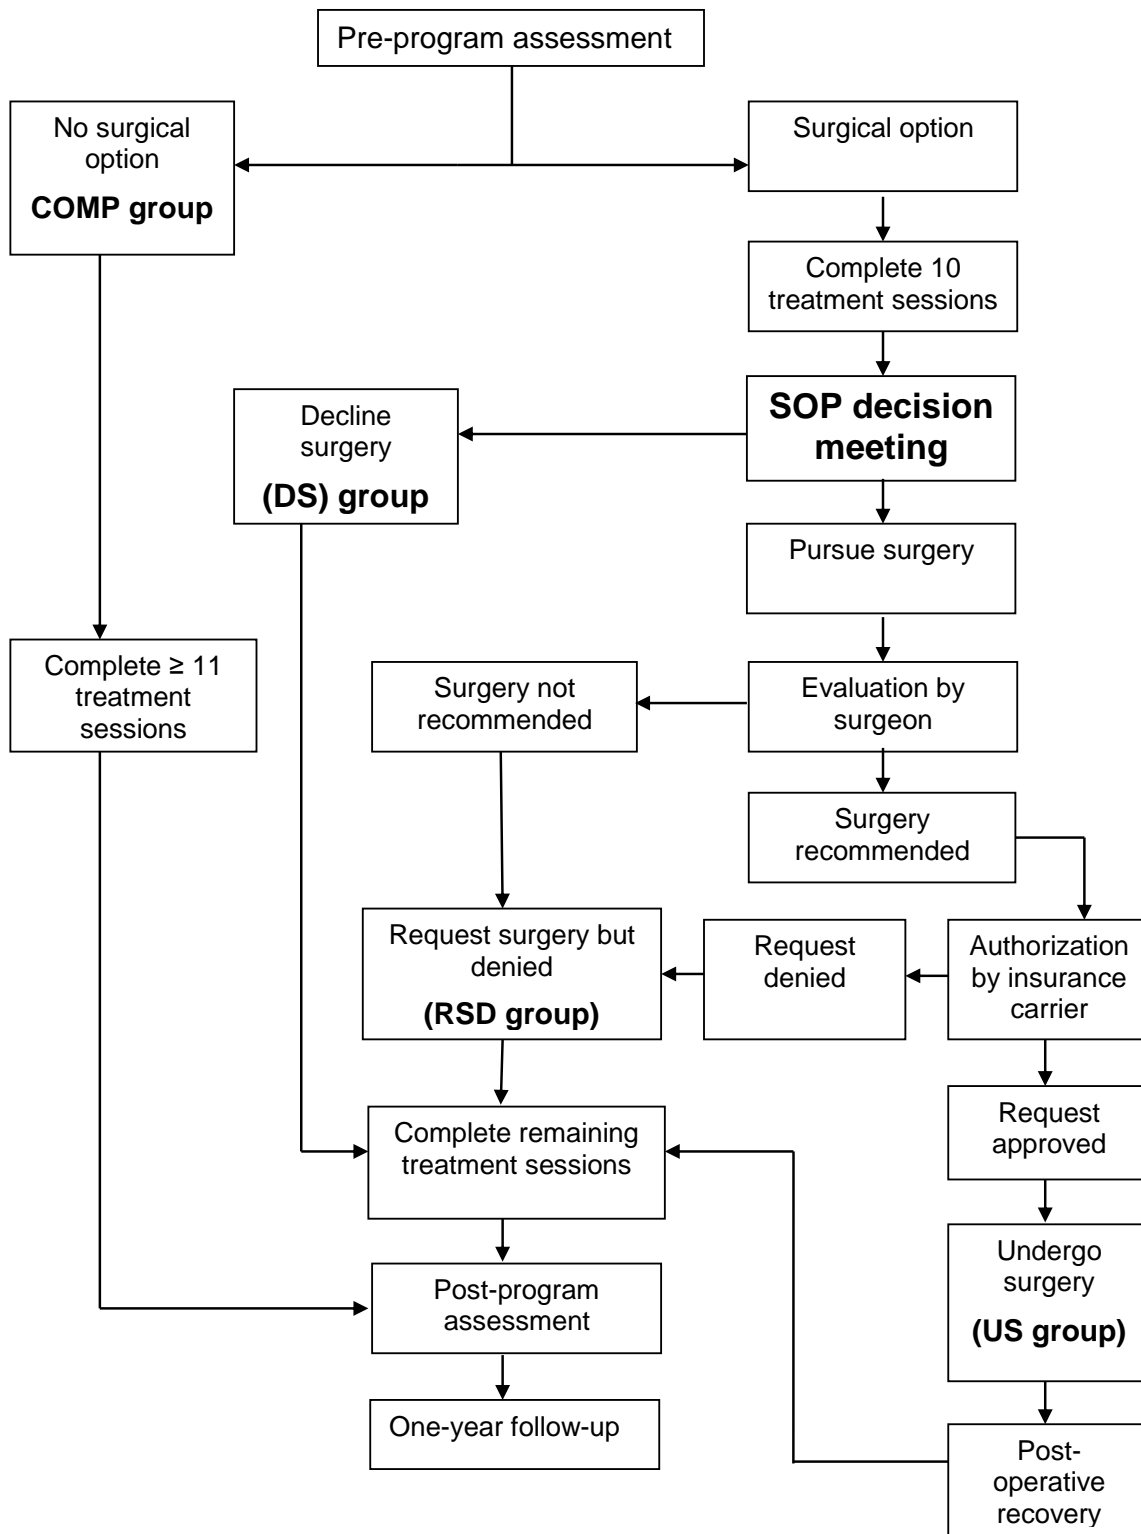 Pre-program assessment
No surgical
option
COMP group
Surgical option
Complete 10
treatment sessions
SOP decision
meeting
Decline
surgery
(DS) group
Pursue surgery
Complete ≥ 11
treatment
sessions
Surgery not
recommended
Evaluation by
surgeon
Surgery
recommended
Request surgery but
denied
(RSD group)
Request
denied
Authorization
by insurance
carrier
Complete remaining
treatment sessions
Request
approved
Undergo
surgery
(US group)
Post-program
assessment
One-year follow-up
Post-
operative
recovery